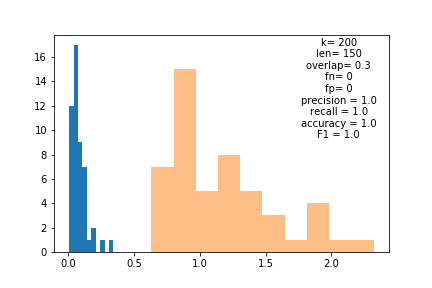 k= 200
len= 150
overlap= 0.3
fn= 0
fp= 0
precision = 1.0
recall = 1.0
accuracy = 1.0
F1 = 1.0
16
14
12
10
8
6
4
2
0
0.0 0.5 1.0 1.5 2.0